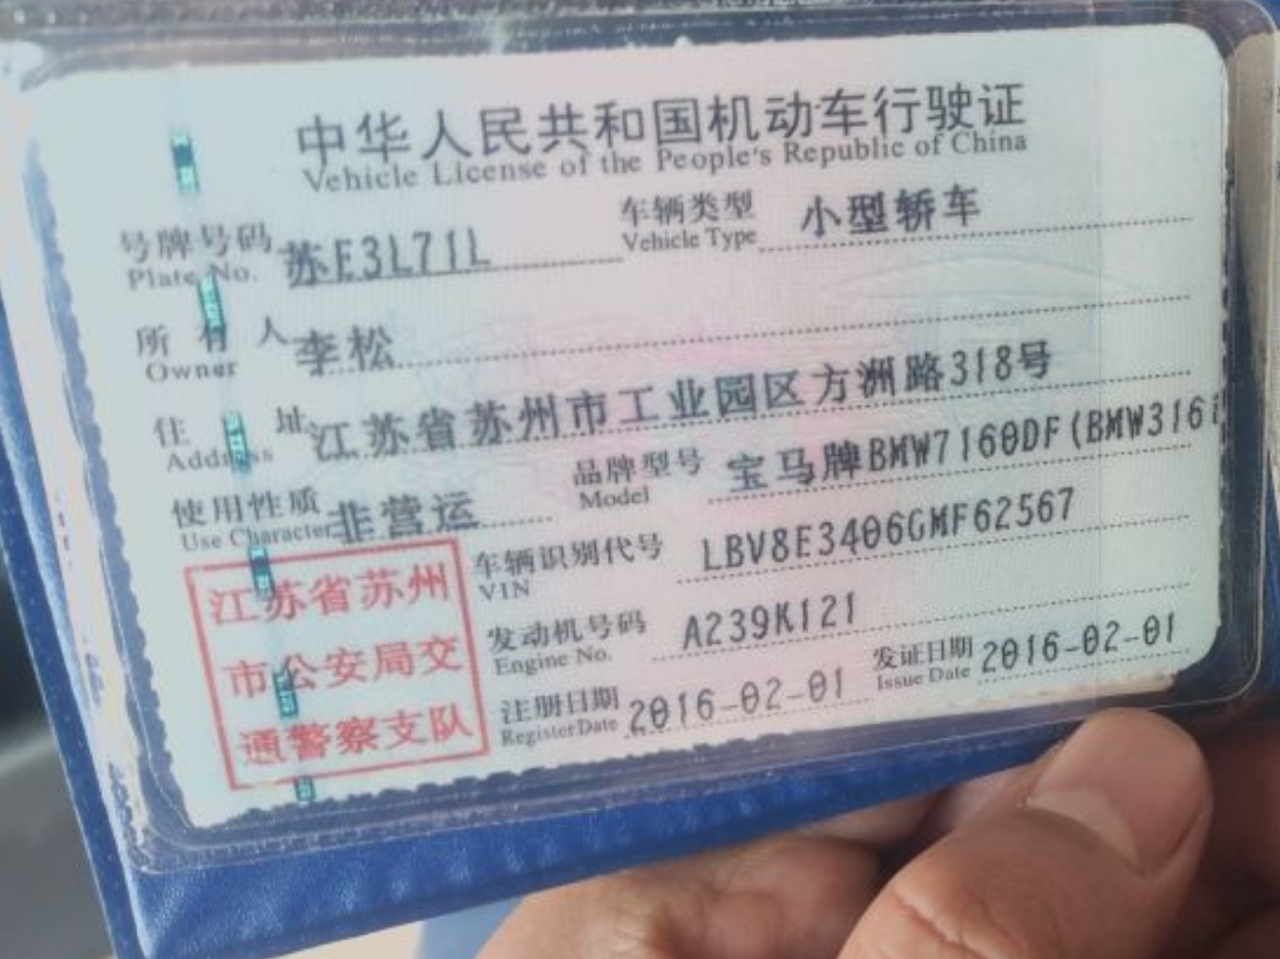 中华人民共和国机动车行驶证
Vehicle License of the People's Republic of China
号牌号码 苏E3L71L 车辆类型 小型轿车
Plate No. Vehicle Type
所有人 李松
Owner
住址 江苏省苏州市工业园区方洲路318号
Address
使用性质 非营运 品牌型号 宝马牌BMW7160DF(BMW316i
Use Character Model
车辆识别代号 LBV8E3406GMF62567
VIN
发动机号码 A239K121
Engine No.
注册日期 2016-02-01 发证日期 2016-02-01
Register Date Issue Date
江苏省苏州
市公安局交
通警察支队